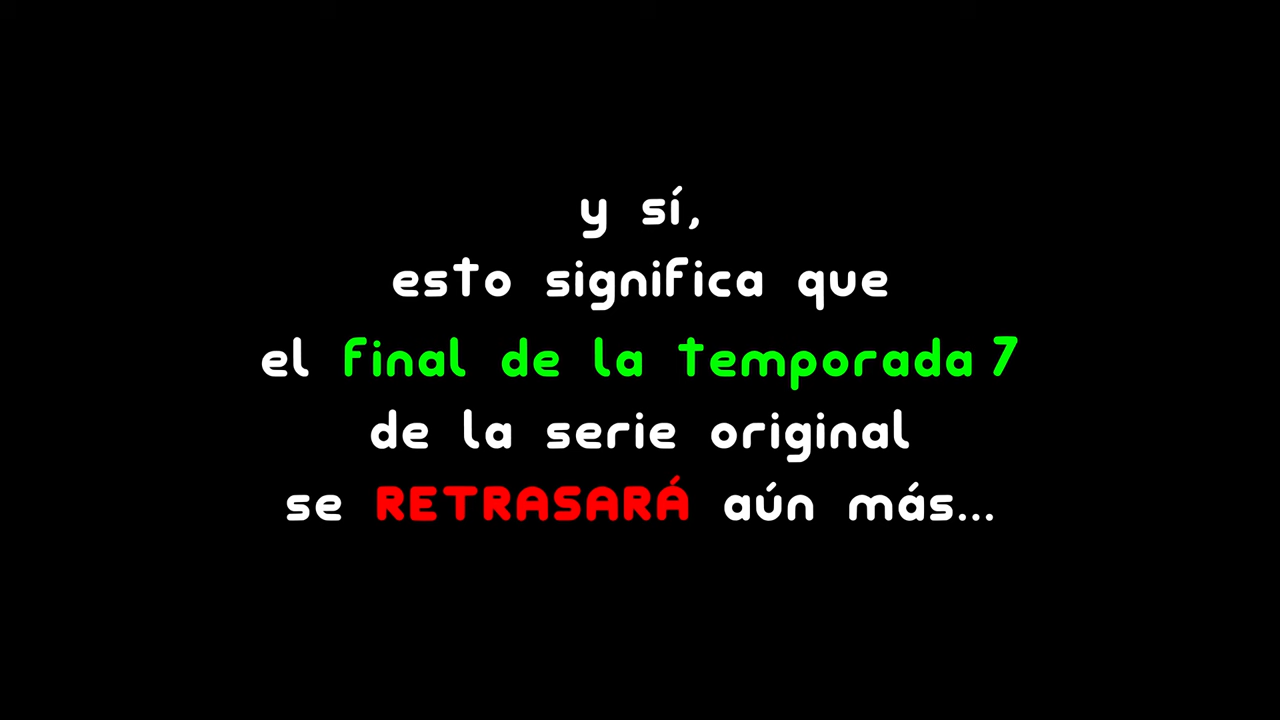 y sí,
esto significa que
el final de la temporada 7
de la serie original
se RETRASARÁ aún más...